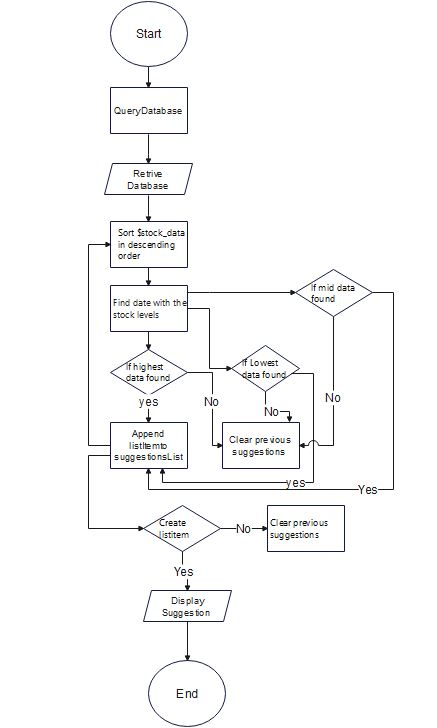 Start
QueryDatabase
Retrive
Database
Sort $stock_data
in descending
order
Find date with the
stock levels
If mid data
found
If highest
data found
If Lowest
data found
yes
No
No
No
Append
listItemto
suggestionsList
Clear previous
suggestions
yes
Yes
Create
listitem
No
Clear previous
suggestions
Yes
Display
Suggestion
End